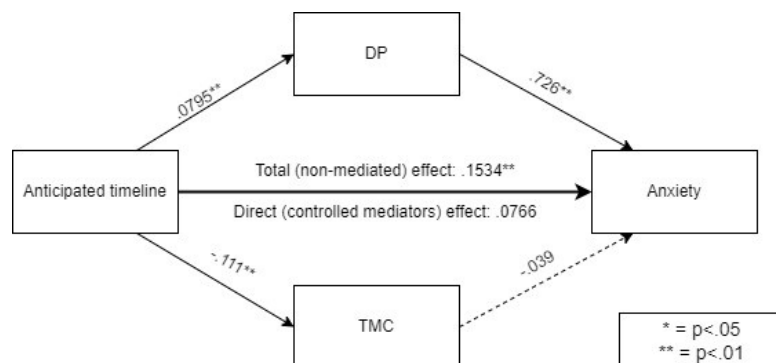 DP
.0795**
.726**
Anticipated timeline
Total (non-mediated) effect: .1534**
Direct (controlled mediators) effect: .0766
Anxiety
-.111**
-.039
TMC
* = p<.05
** = p<.01